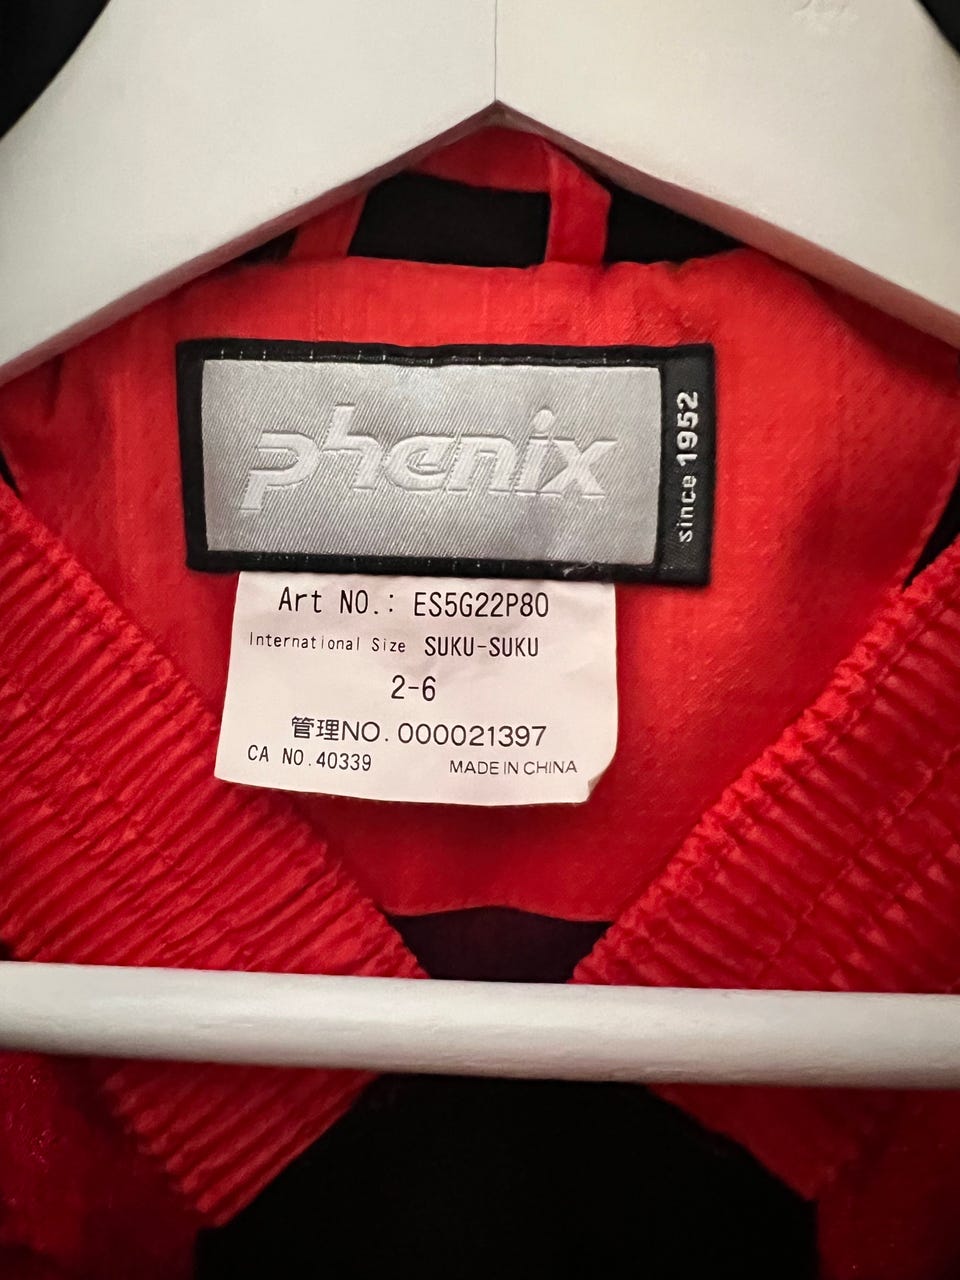 phenix
since 1952
Art NO.: ES5G22P80
International Size SUKU-SUKU
2-6
管理NO. 000021397
CA NO.40339 MADE IN CHINA